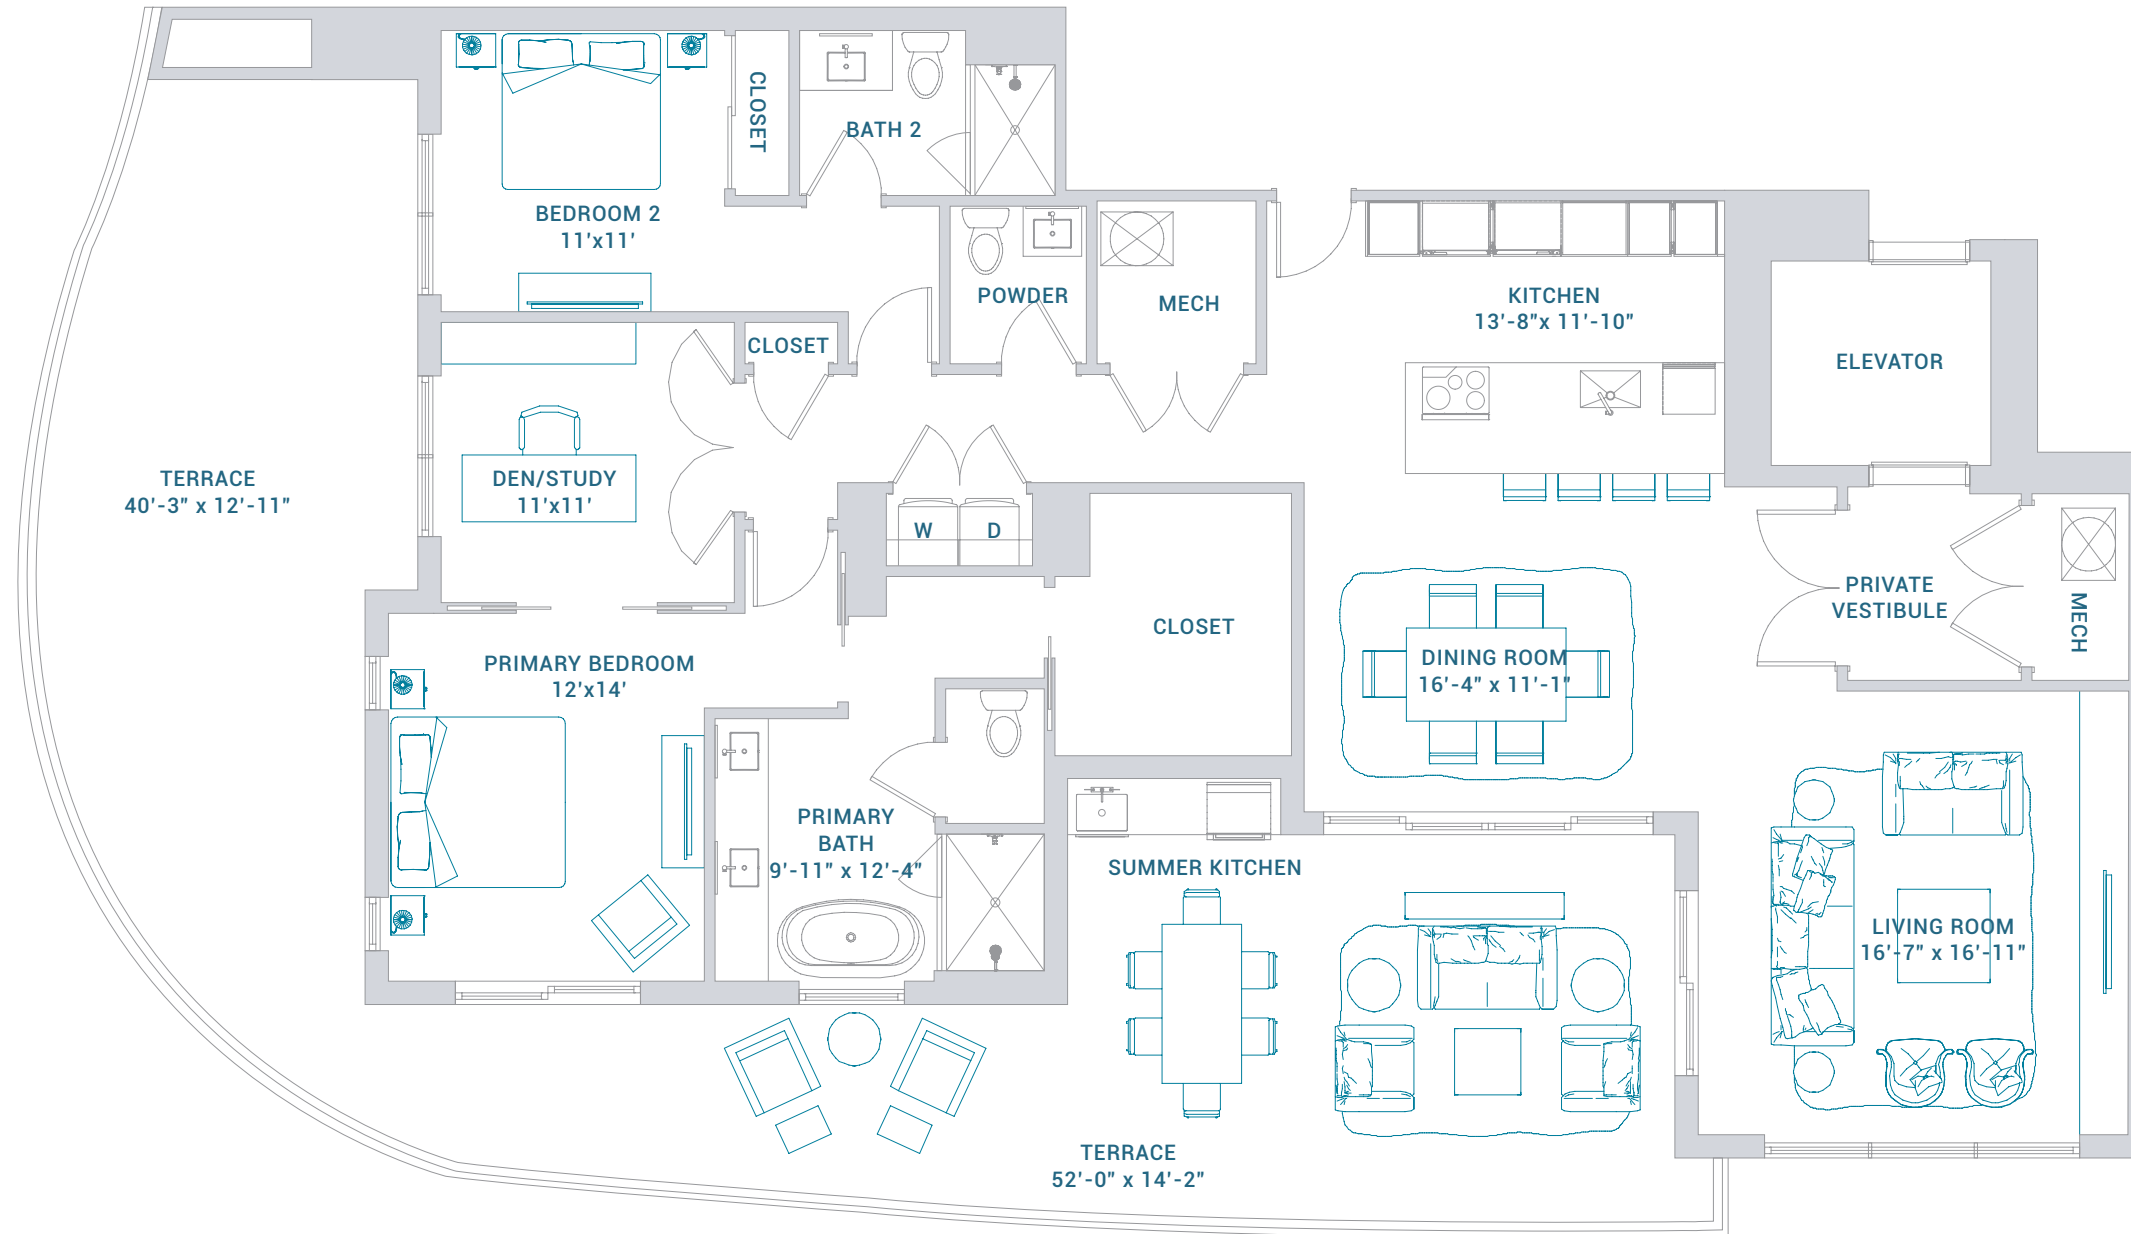 CLOSET
BATH 2
BEDROOM 2
11'x11'
POWDER
MECH
KITCHEN
13'-8"x 11'-10"
CLOSET
ELEVATOR
TERRACE
40'-3" x 12'-11"
DEN/STUDY
11'x11'
W
D
PRIVATE
VESTIBULE
MECH
CLOSET
PRIMARY BEDROOM
12'x14'
DINING ROOM
16'-4" x 11'-1"
PRIMARY
BATH
9'-11" x 12'-4"
SUMMER KITCHEN
LIVING ROOM
16'-7" x 16'-11"
TERRACE
52'-0" x 14'-2"